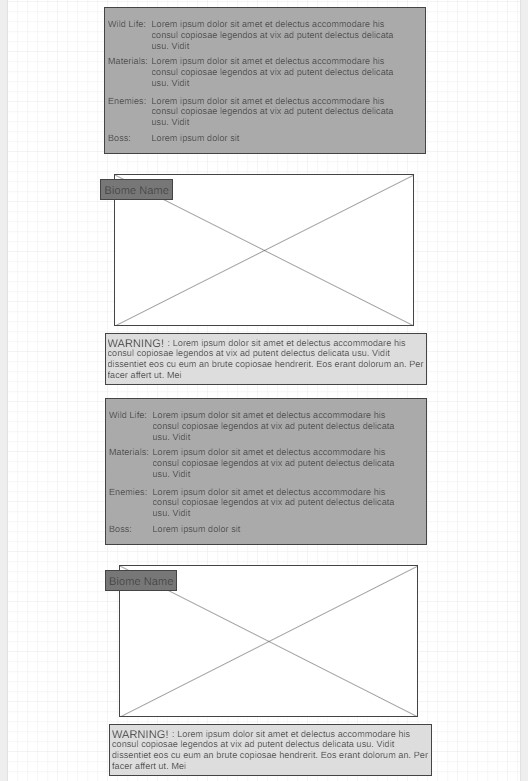 Wild Life: Lorem ipsum dolor sit amet et delectus accommodare his
consul copiosae legendos at vix ad putent delectus delicata
usu. Vidit
Materials: Lorem ipsum dolor sit amet et delectus accommodare his
consul copiosae legendos at vix ad putent delectus delicata
usu. Vidit
Enemies: Lorem ipsum dolor sit amet et delectus accommodare his
consul copiosae legendos at vix ad putent delectus delicata
usu. Vidit
Boss: Lorem ipsum dolor sit
Biome Name
WARNING! : Lorem ipsum dolor sit amet et delectus accommodare his
consul copiosae legendos at vix ad putent delectus delicata usu. Vidit
dissentiet eos cu eum an brute copiosae hendrerit. Eos erant dolorum an. Per
facer affert ut. Mei
Wild Life: Lorem ipsum dolor sit amet et delectus accommodare his
consul copiosae legendos at vix ad putent delectus delicata
usu. Vidit
Materials: Lorem ipsum dolor sit amet et delectus accommodare his
consul copiosae legendos at vix ad putent delectus delicata
usu. Vidit
Enemies: Lorem ipsum dolor sit amet et delectus accommodare his
consul copiosae legendos at vix ad putent delectus delicata
usu. Vidit
Boss: Lorem ipsum dolor sit
Biome Name
WARNING! : Lorem ipsum dolor sit amet et delectus accommodare his
consul copiosae legendos at vix ad putent delectus delicata usu. Vidit
dissentiet eos cu eum an brute copiosae hendrerit. Eos erant dolorum an. Per
facer affert ut. Mei